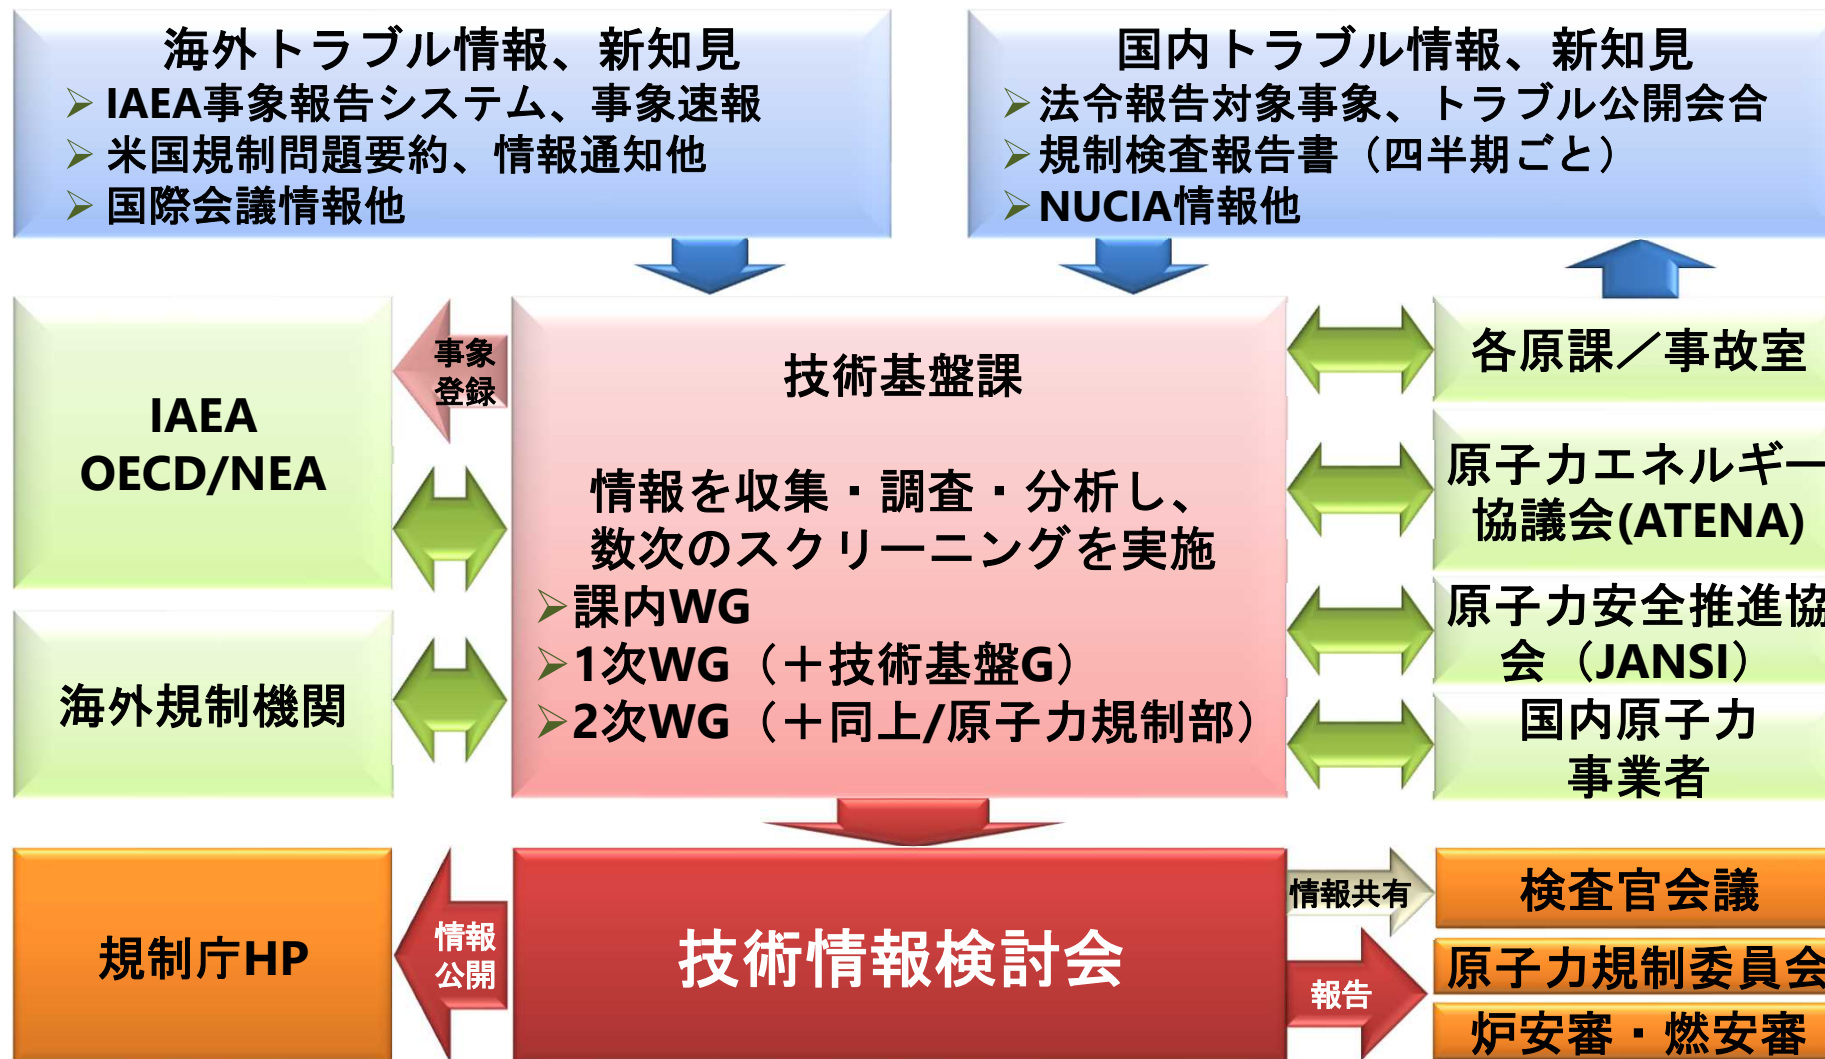 海外トラブル情報、新知見
➢ IAEA事象報告システム、事象速報
➢ 米国規制問題要約、情報通知他
➢ 国際会議情報他
国内トラブル情報、新知見
➢ 法令報告対象事象、トラブル公開会合
➢ 規制検査報告書（四半期ごと）
➢ NUCIA情報他
IAEA
OECD/NEA
海外規制機関
事象
登録
技術基盤課
情報を収集・調査・分析し、
数次のスクリーニングを実施
➢ 課内WG
➢ 1次WG（＋技術基盤G）
➢ 2次WG（＋同上/原子力規制部）
各原課／事故室
原子力エネルギー
協議会(ATENA)
原子力安全推進協
会（JANSI）
国内原子力
事業者
規制庁HP
情報
公開
技術情報検討会
情報共有
報告
検査官会議
原子力規制委員会
炉安審・燃安審